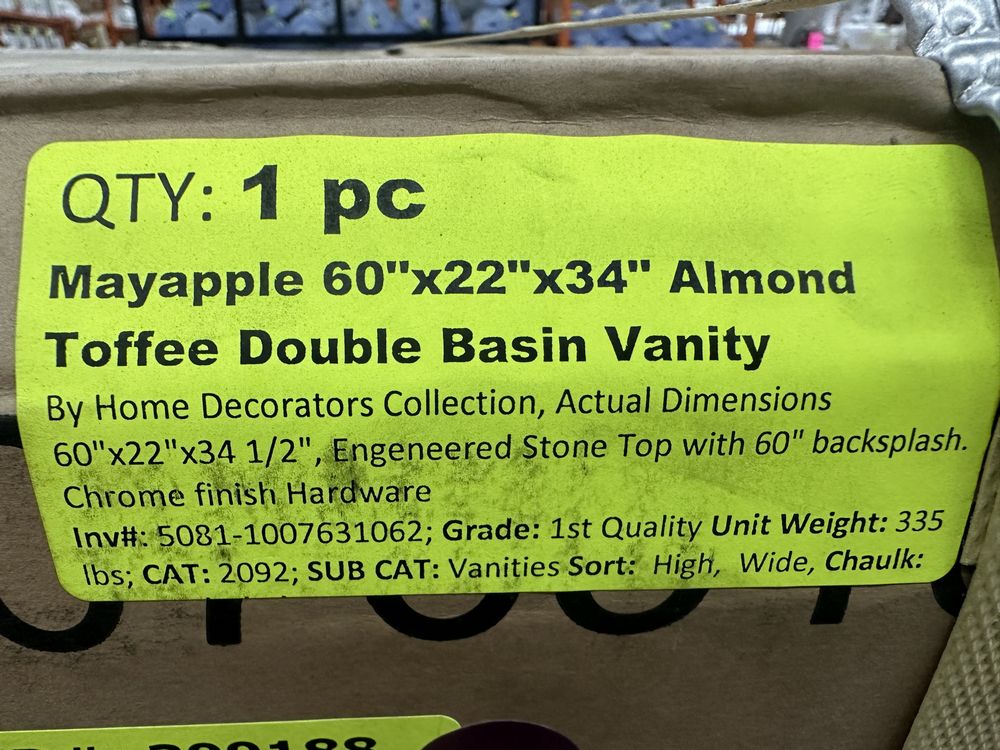 QTY: 1 pc
Mayapple 60"x22"x34" Almond
Toffee Double Basin Vanity
By Home Decorators Collection, Actual Dimensions
60"x22"x34 1/2", Engeneered Stone Top with 60" backsplash.
Chrome finish Hardware
Inv#: 5081-1007631062; Grade: 1st Quality Unit Weight: 335
lbs; CAT: 2092; SUB CAT: Vanities Sort: High, Wide, Chaulk: